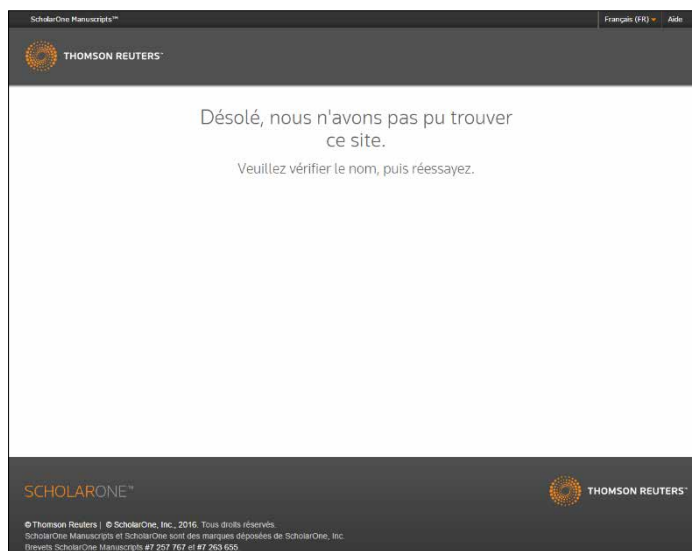 ScholarOne Manuscripts™ Français (FR) Aide
THOMSON REUTERS™
Désolé, nous n'avons pas pu trouver
ce site.
Veuillez vérifier le nom, puis réessayez.
SCHOLARONE™ THOMSON REUTERS™
© Thomson Reuters | © ScholarOne, Inc., 2016. Tous droits réservés.
ScholarOne Manuscripts et ScholarOne sont des marques déposées de ScholarOne, Inc.
Brevets ScholarOne Manuscripts #7 257 767 et #7 263 655.